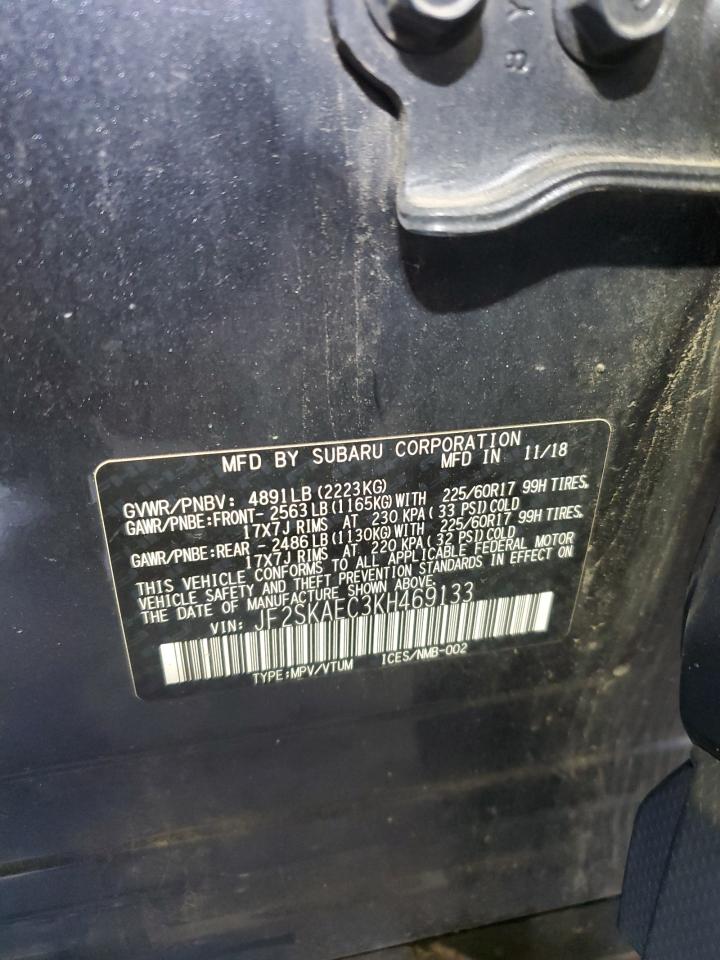 MFD BY SUBARU CORPORATION
MFD IN 11/18
GVWR/PNBV: 4891LB (2223KG)
GAWR/PNBE:FRONT- 2563LB (1165KG) WITH 225/60R17 99H TIRES.
17X7J RIMS AT 230 KPA ( 33 PSI) COLD
GAWR/PNBE:REAR - 2486LB (1130KG) WITH 225/60R17 99H TIRES.
17X7J RIMS AT 220 KPA ( 32 PSI) COLD
THIS VEHICLE CONFORMS TO ALL APPLICABLE FEDERAL MOTOR
VEHICLE SAFETY AND THEFT PREVENTION STANDARDS IN EFFECT ON
THE DATE OF MANUFACTURE SHOWN ABOVE.
VIN: JF2SKAEC3KH469133
TYPE:MPV/VTUM ICES/NMB-002